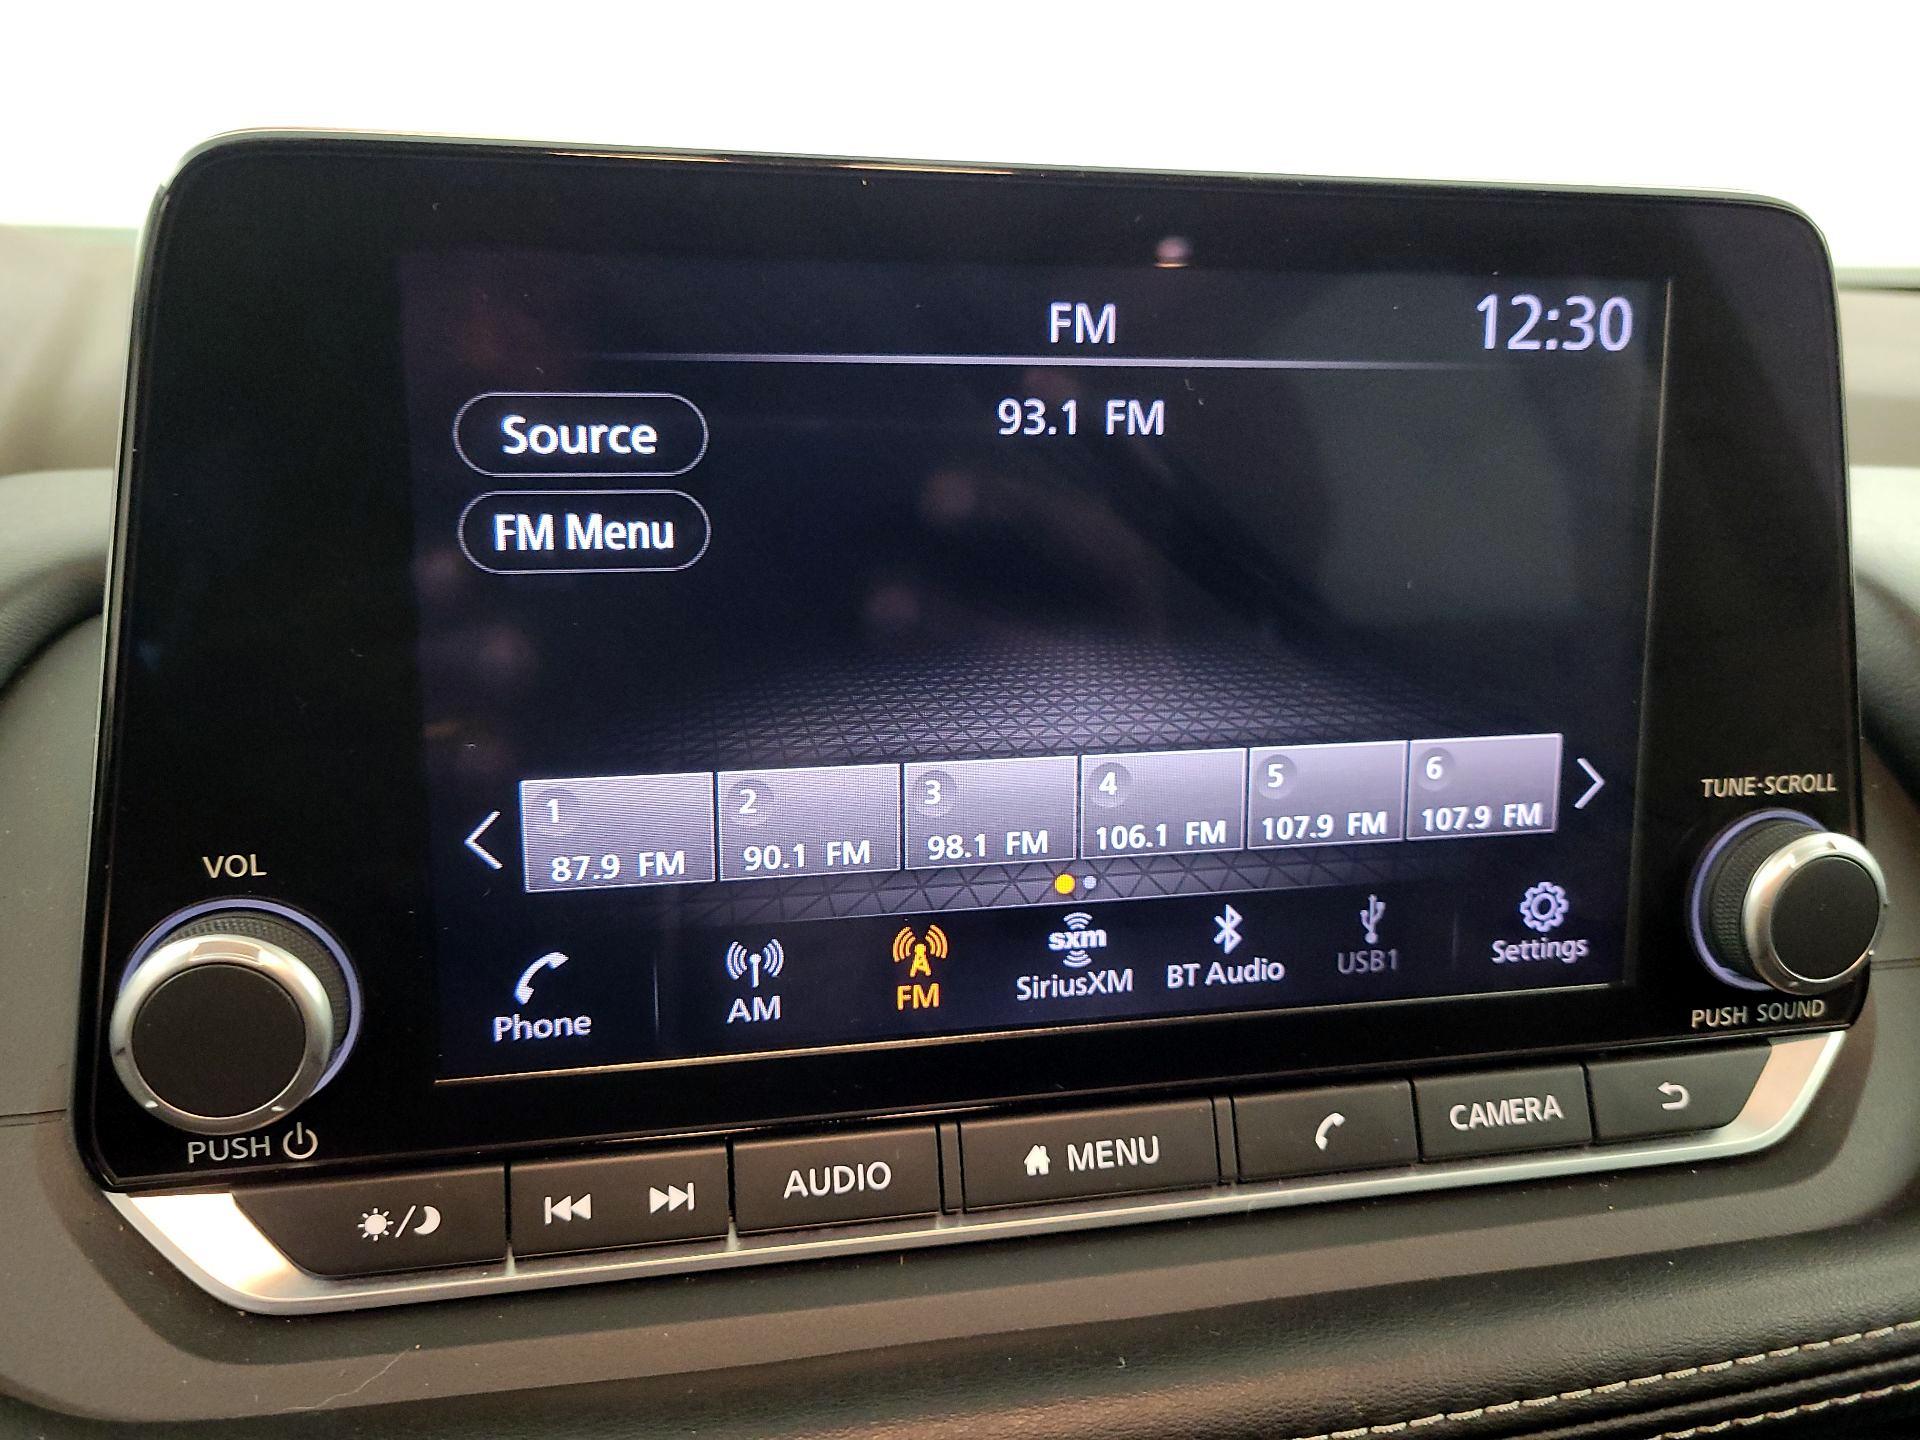 FM
12:30
93.1 FM
Source
FM Menu
1
87.9 FM
2
90.1 FM
3
98.1 FM
4
106.1 FM
5
107.9 FM
6
107.9 FM
Phone
AM
FM
sxm
SiriusXM
BT Audio
USB1
Settings
VOL
PUSH
TUNE·SCROLL
PUSH SOUND
AUDIO
MENU
CAMERA